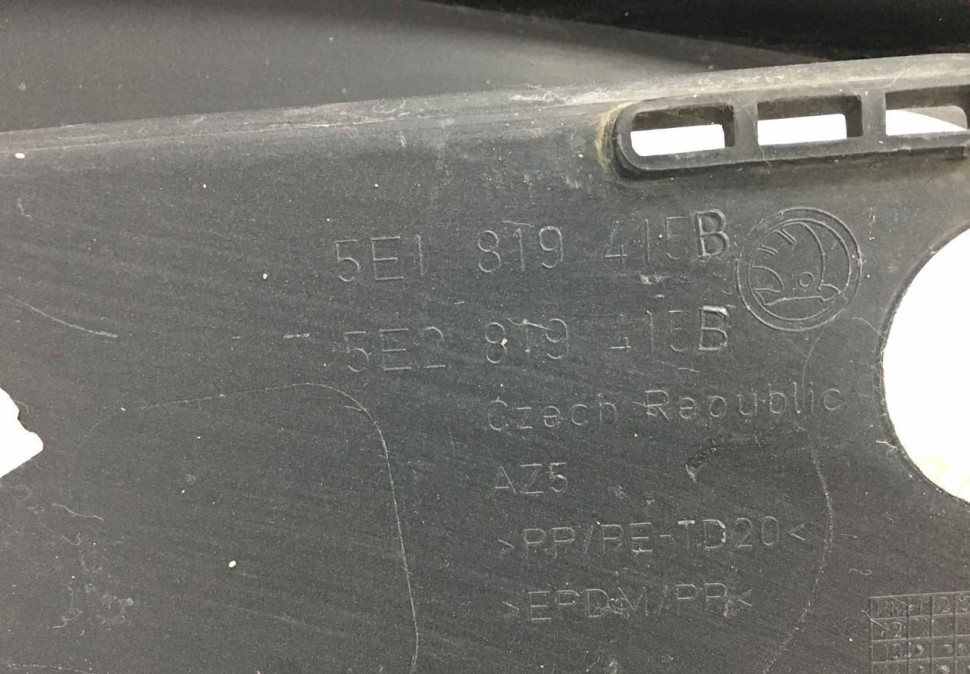 5E1 819 415B
5E2 819 415B
Czech Republic
AZ5
>PP/PE-TD20<
>EPDM/PP<